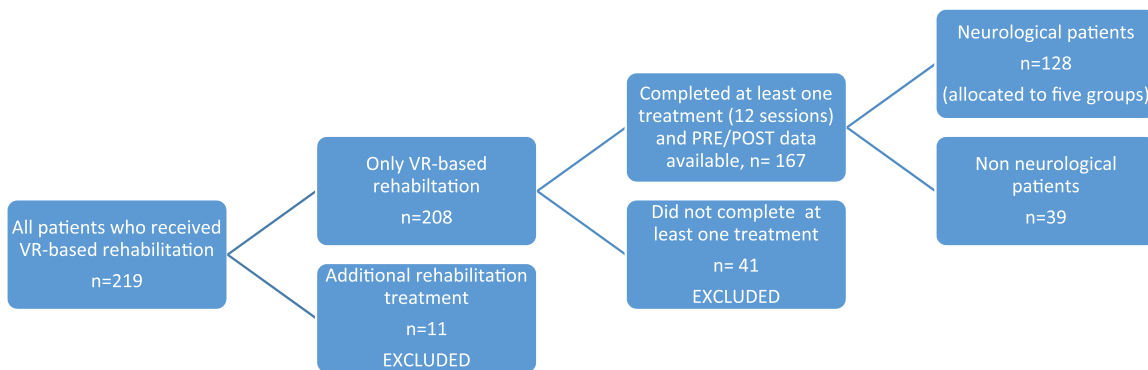 All patients who received
VR-based rehabilitation
n=219
Only VR-based
rehabiltation
n=208
Additional rehabilitation
treatment
n=11
EXCLUDED
Completed at least one
treatment (12 sessions)
and PRE/POST data
available, n= 167
Did not complete at
least one treatment
n= 41
EXCLUDED
Neurological patients
n=128
(allocated to five groups)
Non neurological
patients
n=39